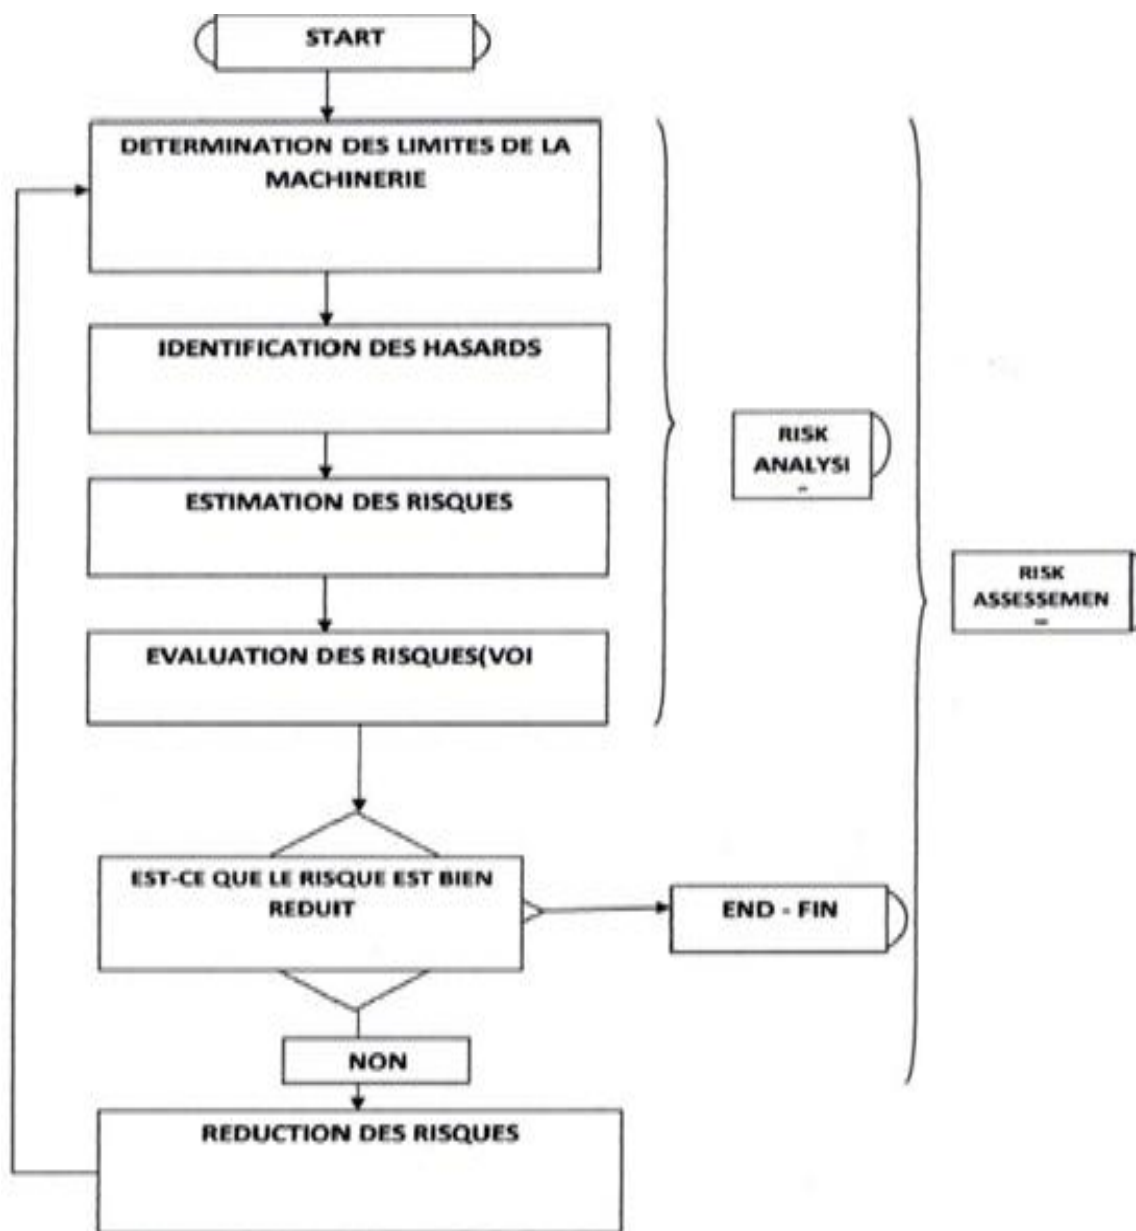 START
DETERMINATION DES LIMITES DE LA
MACHINERIE
IDENTIFICATION DES HASARDS
ESTIMATION DES RISQUES
EVALUATION DES RISQUES(VOI
RISK
ANALYSI
RISK
ASSESSEMEN
EST-CE QUE LE RISQUE EST BIEN
REDUIT
END - FIN
NON
REDUCTION DES RISQUES